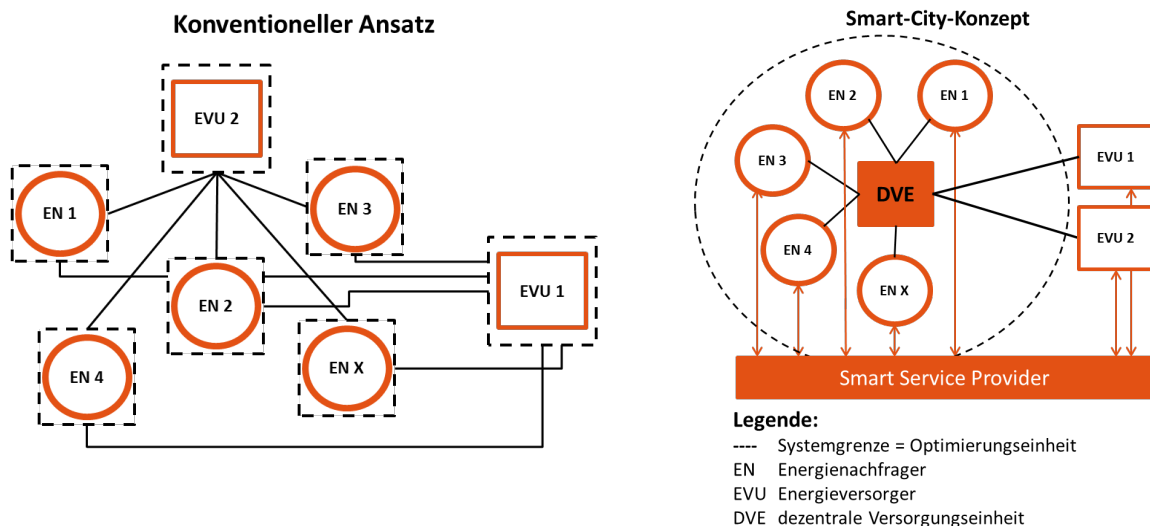 Konventioneller Ansatz
EVU 2
EN 1
EN 3
EN 2
EVU 1
EN 4
EN X
Smart-City-Konzept
EN 2
EN 1
EN 3
EVU 1
DVE
EVU 2
EN 4
EN X
Smart Service Provider
Legende:
---- Systemgrenze = Optimierungseinheit
EN Energienachfrager
EVU Energieversorger
DVE dezentrale Versorgungseinheit